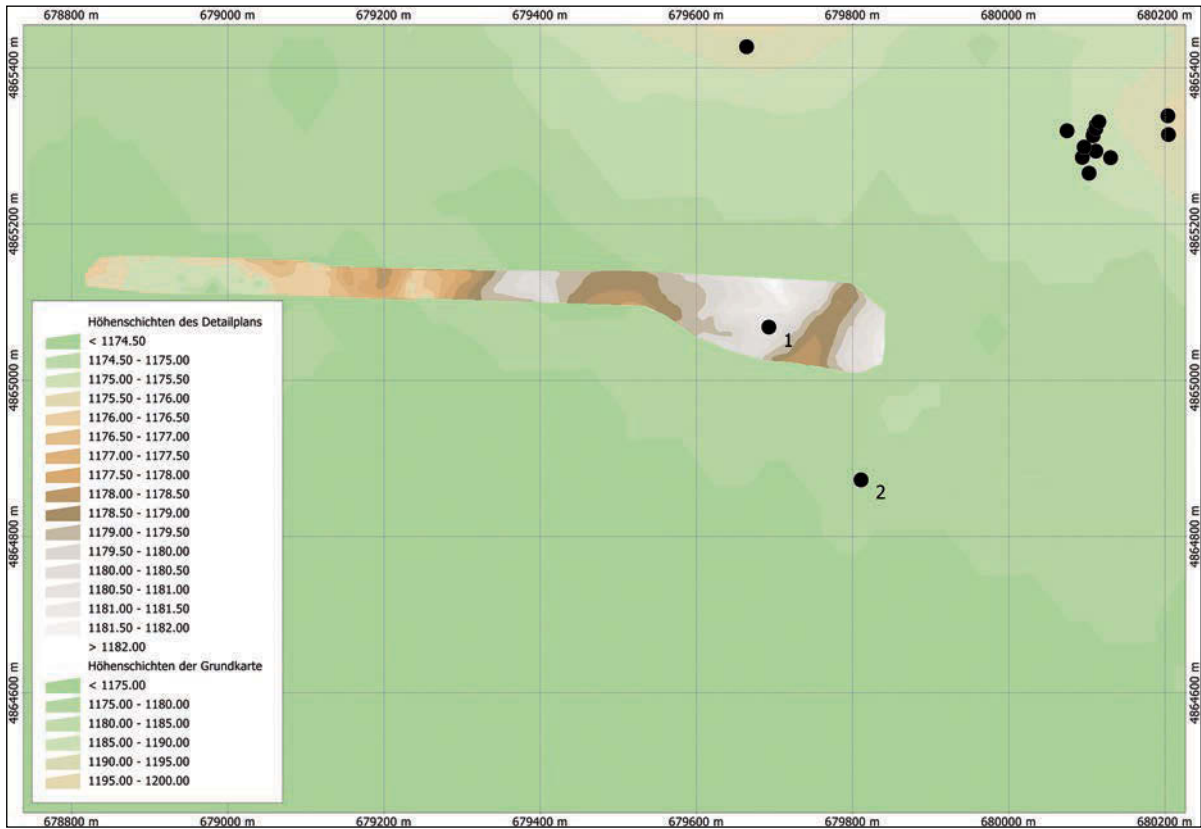 678800 m 679000 m 679200 m 679400 m 679600 m 679800 m 680000 m 680200 m
4865400 m 4865400 m
4865200 m 4865200 m
1
4865000 m 4865000 m
2
4864800 m 4864800 m
4864600 m 4864600 m
Höhenschichten des Detailplans
< 1174.50
1174.50 - 1175.00
1175.00 - 1175.50
1175.50 - 1176.00
1176.00 - 1176.50
1176.50 - 1177.00
1177.00 - 1177.50
1177.50 - 1178.00
1178.00 - 1178.50
1178.50 - 1179.00
1179.00 - 1179.50
1179.50 - 1180.00
1180.00 - 1180.50
1180.50 - 1181.00
1181.00 - 1181.50
1181.50 - 1182.00
> 1182.00
Höhenschichten der Grundkarte
< 1175.00
1175.00 - 1180.00
1180.00 - 1185.00
1185.00 - 1190.00
1190.00 - 1195.00
1195.00 - 1200.00
678800 m 679000 m 679200 m 679400 m 679600 m 679800 m 680000 m 680200 m